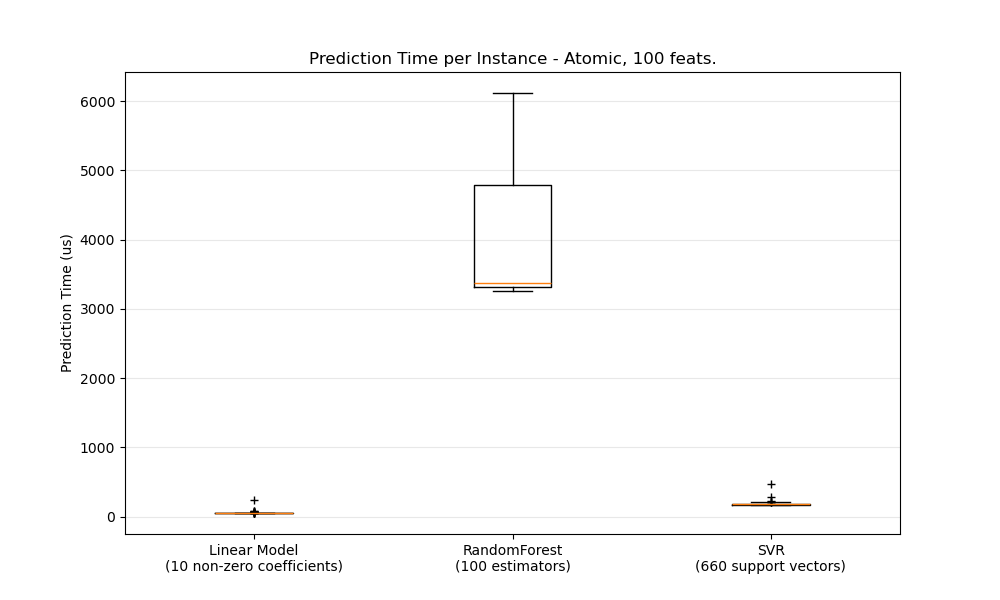 Prediction Time per Instance - Atomic, 100 feats.
Prediction Time (us)
6000
5000
4000
3000
2000
1000
0
Linear Model
(10 non-zero coefficients)
RandomForest
(100 estimators)
SVR
(660 support vectors)